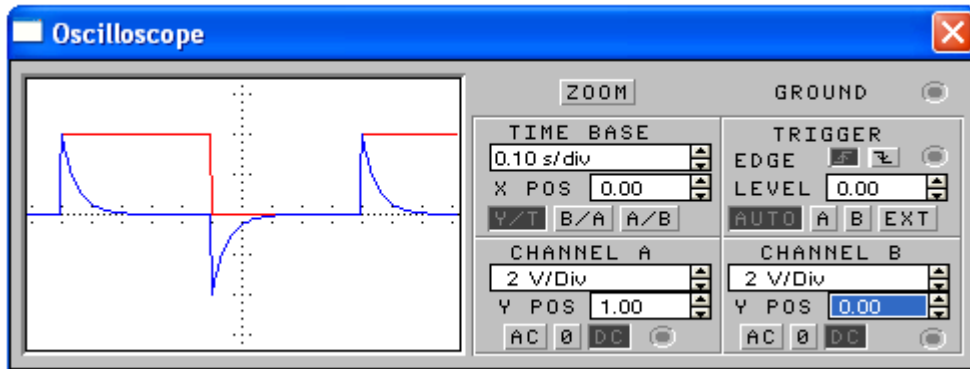 Oscilloscope
ZOOM GROUND
TIME BASE
0.10 s/div
X POS 0.00
Y/T B/A A/B
TRIGGER
EDGE
LEVEL 0.00
AUTO A B EXT
CHANNEL A
2 V/Div
Y POS 1.00
AC 0 DC
CHANNEL B
2 V/Div
Y POS 0.00
AC 0 DC